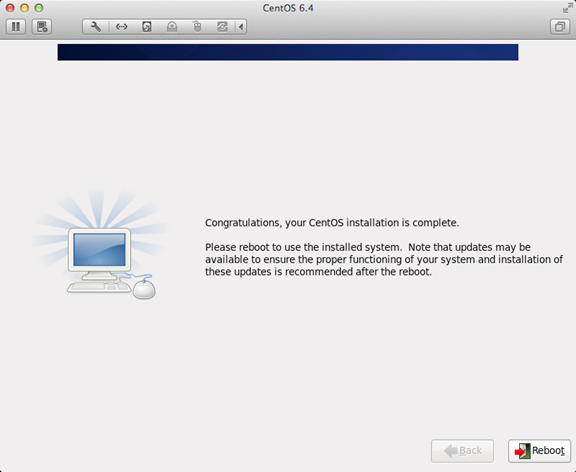 CentOS 6.4
Congratulations, your CentOS installation is complete.
Please reboot to use the installed system.  Note that updates may be
available to ensure the proper functioning of your system and installation of
these updates is recommended after the reboot.
Back
Reboot